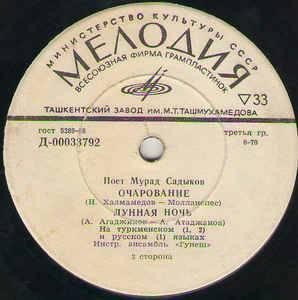 МИНИСТЕРСТВО КУЛЬТУРЫ СССР
МЕЛОДИЯ
ВСЕСОЮЗНАЯ ФИРМА ГРАМПЛАСТИНОК
▽33
ТАШКЕНТСКИЙ ЗАВОД ИМ. М.Т. ТАШМУХАМЕДОВА
ГОСТ 5289-68
третья гр.
Д-00033792
6-70
Поет Мурад Садыков
ОЧАРОВАНИЕ
(Н. Халмамедов — Молланепес)
ЛУННАЯ НОЧЬ
(А. Агаджиков — А. Атаджанов)
На туркменском (1, 2)
и русском (1) языках
Инстр. ансамбль «Гунеш»
2 сторона